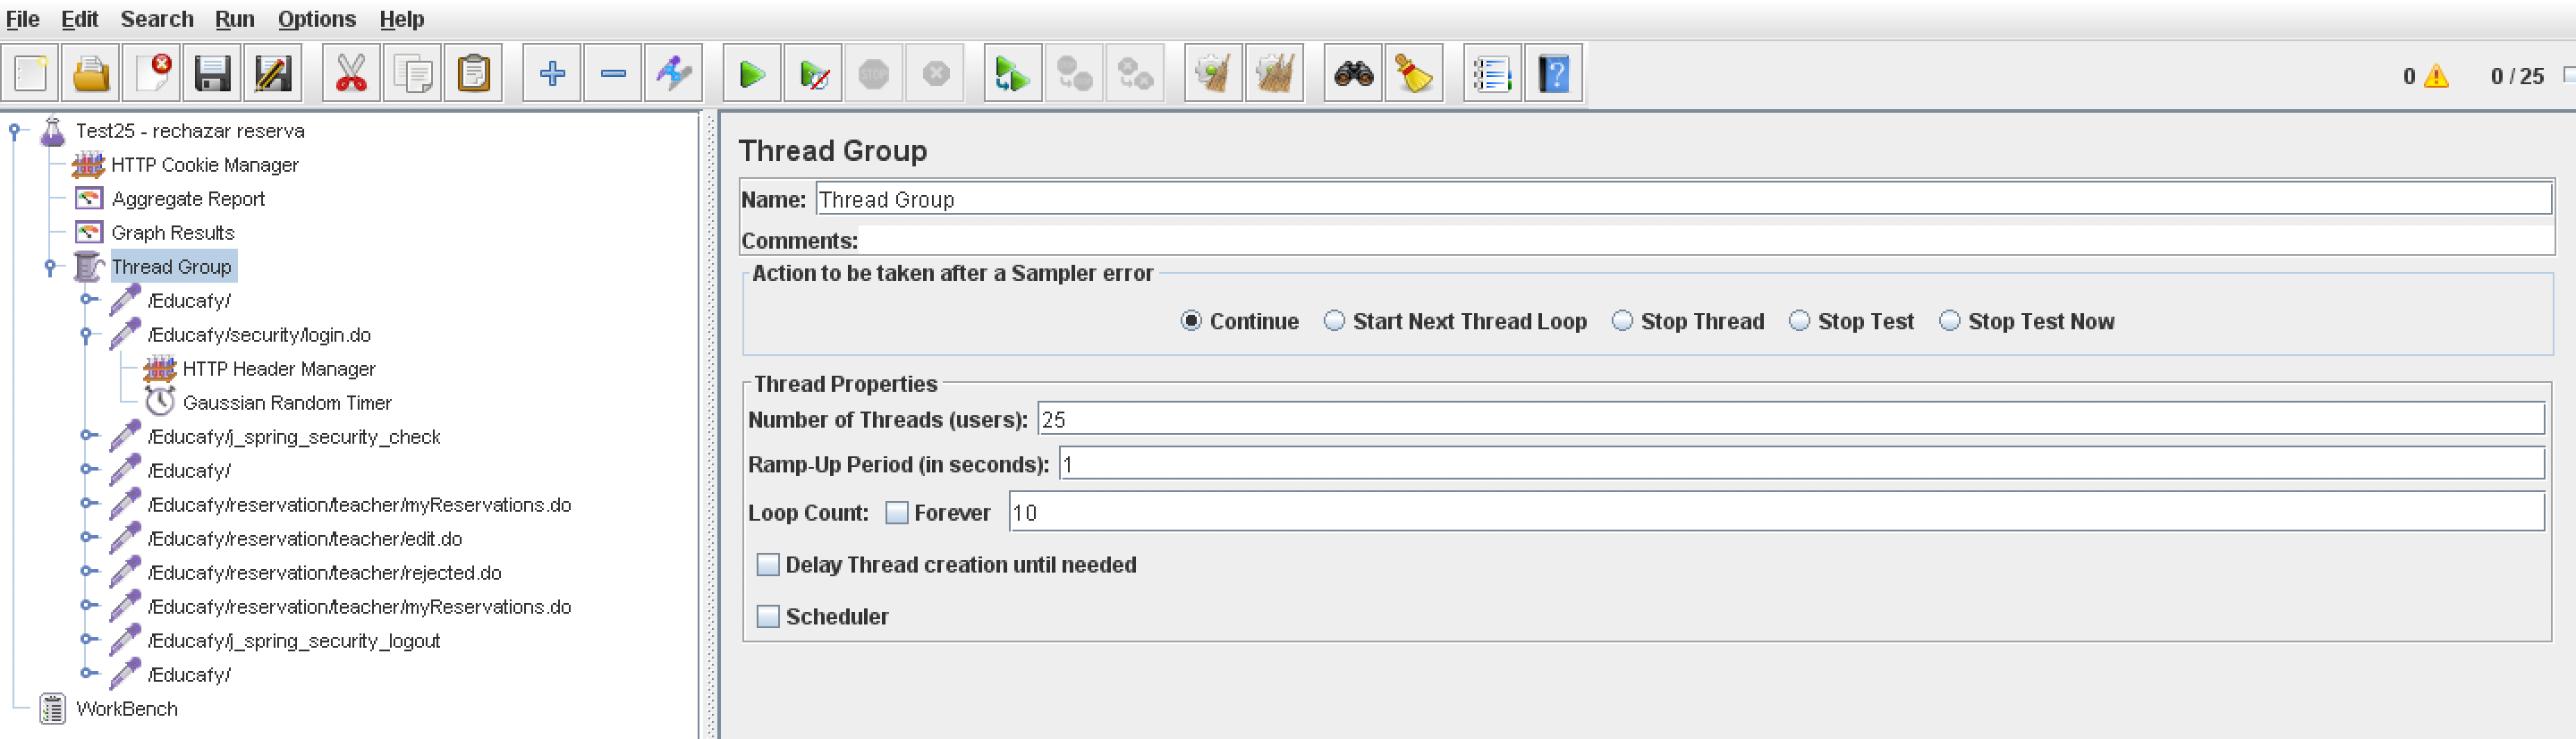 File Edit Search Run Options Help
STOP
0 0 / 25
Test25 - rechazar reserva
HTTP Cookie Manager
Aggregate Report
Graph Results
Thread Group
/Educafy/
/Educafy/security/login.do
HTTP Header Manager
Gaussian Random Timer
/Educafy/j_spring_security_check
/Educafy/
/Educafy/reservation/teacher/myReservations.do
/Educafy/reservation/teacher/edit.do
/Educafy/reservation/teacher/rejected.do
/Educafy/reservation/teacher/myReservations.do
/Educafy/j_spring_security_logout
/Educafy/
WorkBench
Thread Group
Name: Thread Group
Comments:
Action to be taken after a Sampler error
Continue Start Next Thread Loop Stop Thread Stop Test Stop Test Now
Thread Properties
Number of Threads (users): 25
Ramp-Up Period (in seconds): 1
Loop Count: Forever 10
Delay Thread creation until needed
Scheduler